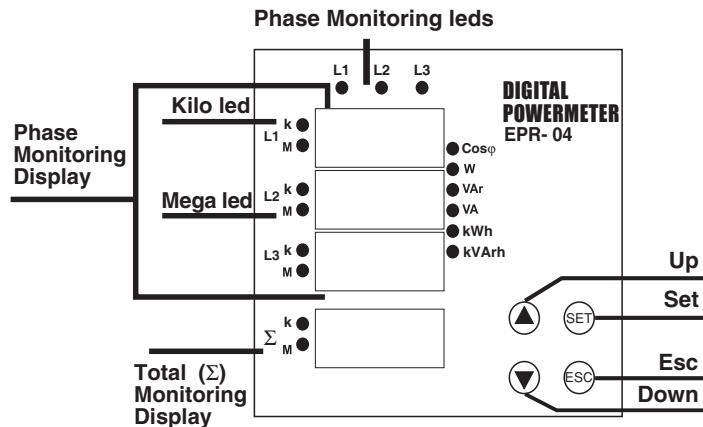 Phase Monitoring leds
L1 L2 L3
DIGITAL
POWERMETER
EPR- 04
Kilo led
Phase
Monitoring
Display
Mega led
k
L1
M
k
L2
M
k
L3
M
k
Σ
M
Cosφ
W
VAr
VA
kWh
kVArh
Up
Set
SET
Esc
ESC
Down
Total (Σ)
Monitoring
Display